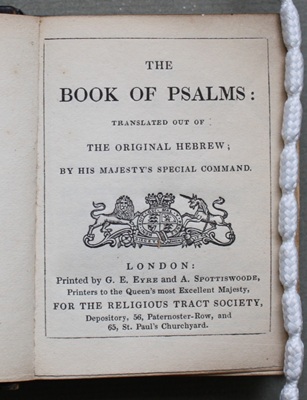 THE
BOOK OF PSALMS:
TRANSLATED OUT OF
THE ORIGINAL HEBREW;
BY HIS MAJESTY'S SPECIAL COMMAND.
LONDON:
Printed by G. E. EYRE and A. SPOTTISWOODE,
Printers to the Queen's most Excellent Majesty,
FOR THE RELIGIOUS TRACT SOCIETY,
Depository, 56, Paternoster-Row, and
65, St. Paul's Churchyard.